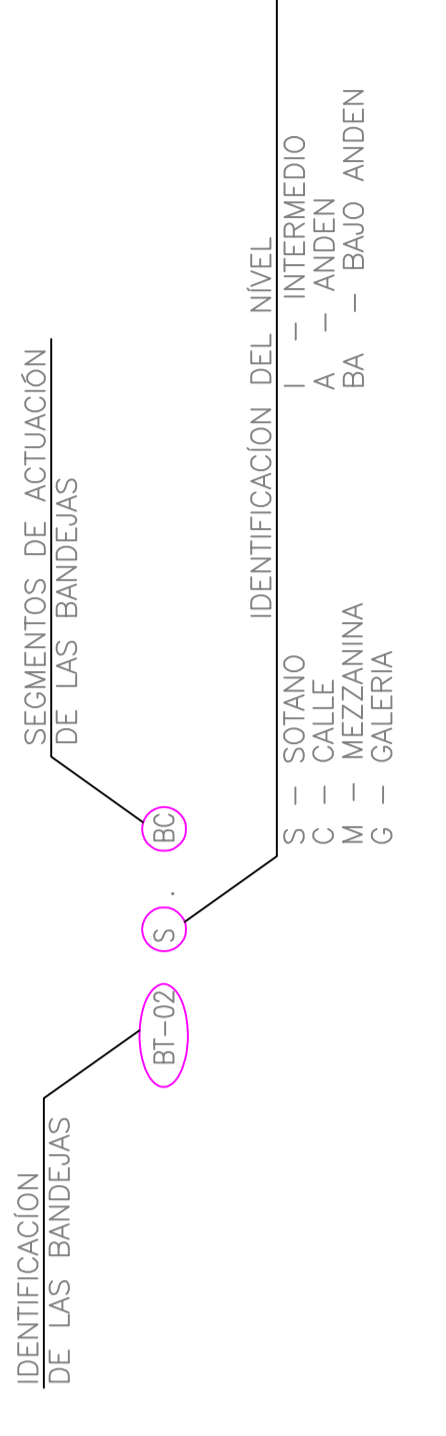 IDENTIFICACÍON
DE LAS BANDEJAS
SEGMENTOS DE ACTUACIÓN
DE LAS BANDEJAS
BT-02 S . BC
IDENTIFICACÍON DEL NÍVEL
S - SOTANO I - INTERMEDIO
C - CALLE A - ANDEN
M - MEZZANINA BA - BAJO ANDEN
G - GALERIA